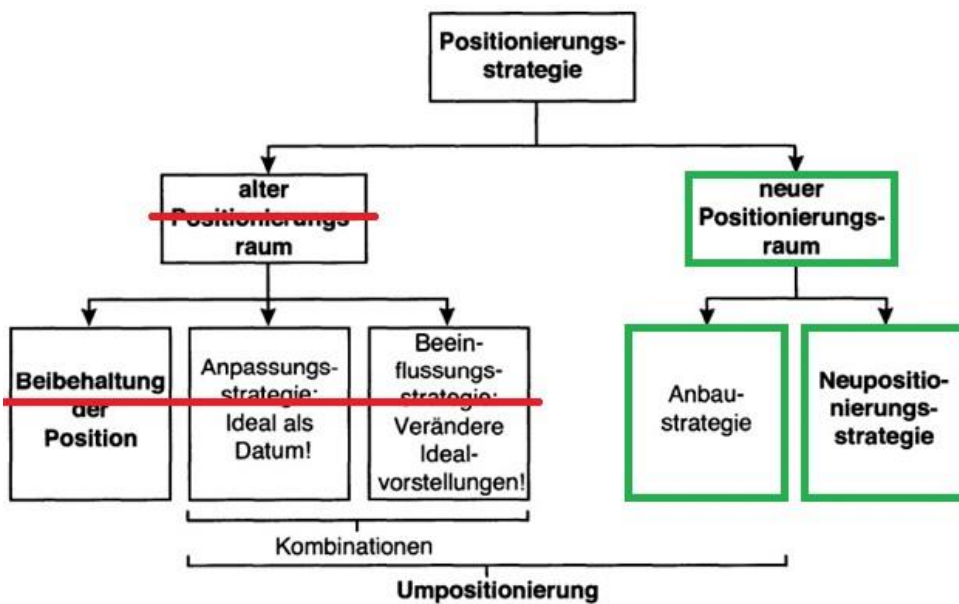 Positionierungs-
strategie
alter
Positionierungs
raum
neuer
Positionierungs-
raum
Beibehaltung
der
Position
Anpassungs-
strategie:
Ideal als
Datum!
Beein-
flussungs-
strategie:
Verändere
Ideal-
vorstellungen!
Anbau-
strategie
Neupositio-
nierungs-
strategie
Kombinationen
Umpositionierung